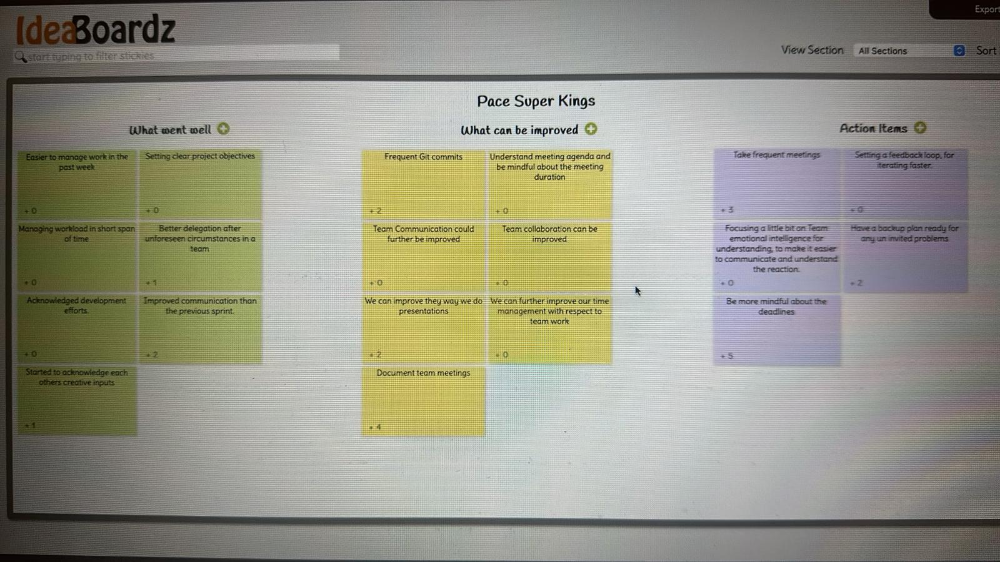 Export
IdeaBoardz
start typing to filter stickies
View Section
All Sections
Sort
Pace Super Kings
What went well
Easier to manage work in the
past week
+ 0
Setting clear project objectives
+ 0
Managing workload in short span
of time
+ 0
Better delegation after
unforeseen circumstances in a
team
+ 1
Acknowledged development
efforts.
+ 0
Improved communication than
the previous sprint.
+ 2
Started to acknowledge each
others creative inputs
+ 1
What can be improved
Frequent Git commits
+ 2
Understand meeting agenda and
be mindful about the meeting
duration
+ 0
Team Communication could
further be improved
+ 0
Team collaboration can be
improved
+ 0
We can improve they way we do
presentations
+ 2
We can further improve our time
management with respect to
team work
+ 0
Document team meetings
+ 4
Action Items
Take frequent meetings
+ 3
Setting a feedback loop, for
iterating faster.
+ 0
Focusing a little bit on Team
emotional intelligence for
understanding, to make it easier
to communicate and understand
the reaction.
+ 0
Have a backup plan ready for
any un invited problems
+ 2
Be more mindful about the
deadlines
+ 5